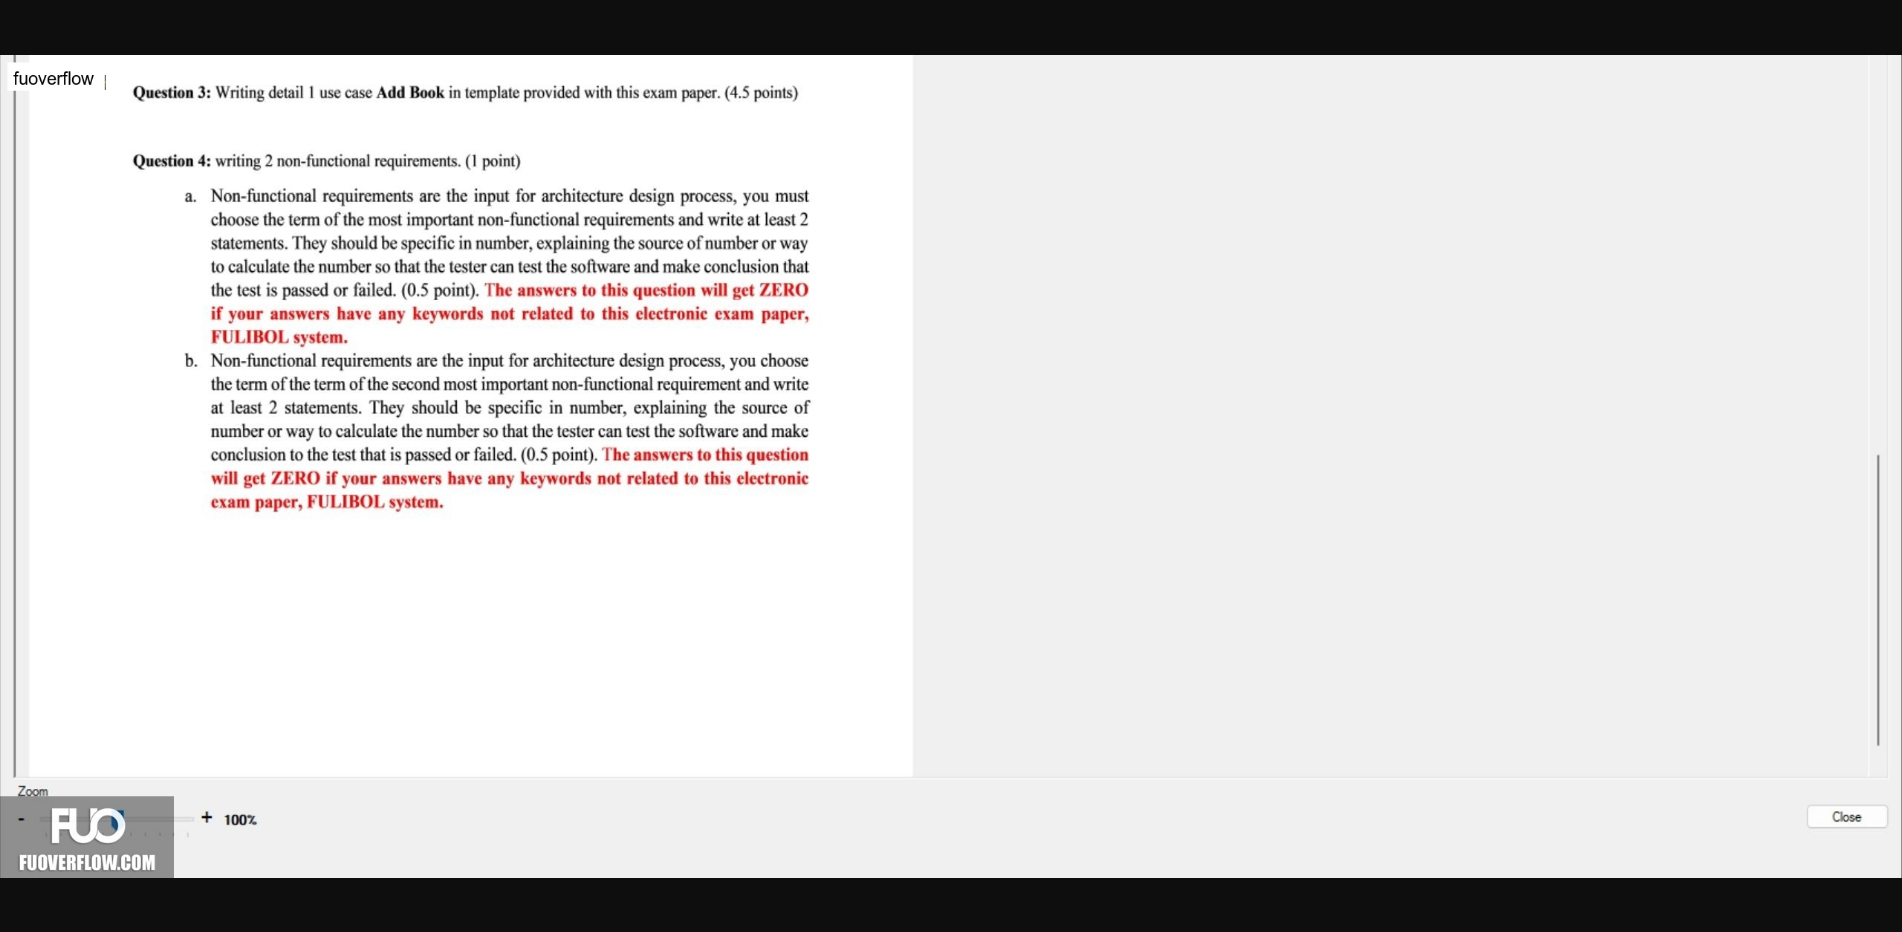 fuoverflow
Question 3: Writing detail 1 use case Add Book in template provided with this exam paper. (4.5 points)
Question 4: writing 2 non-functional requirements. (1 point)
a. Non-functional requirements are the input for architecture design process, you must
choose the term of the most important non-functional requirements and write at least 2
statements. They should be specific in number, explaining the source of number or way
to calculate the number so that the tester can test the software and make conclusion that
the test is passed or failed. (0.5 point). The answers to this question will get ZERO
if your answers have any keywords not related to this electronic exam paper,
FULIBOL system.
b. Non-functional requirements are the input for architecture design process, you choose
the term of the term of the second most important non-functional requirement and write
at least 2 statements. They should be specific in number, explaining the source of
number or way to calculate the number so that the tester can test the software and make
conclusion to the test that is passed or failed. (0.5 point). The answers to this question
will get ZERO if your answers have any keywords not related to this electronic
exam paper, FULIBOL system.
Zoom
- + 100%
Close
FUO
FUOVERFLOW.COM